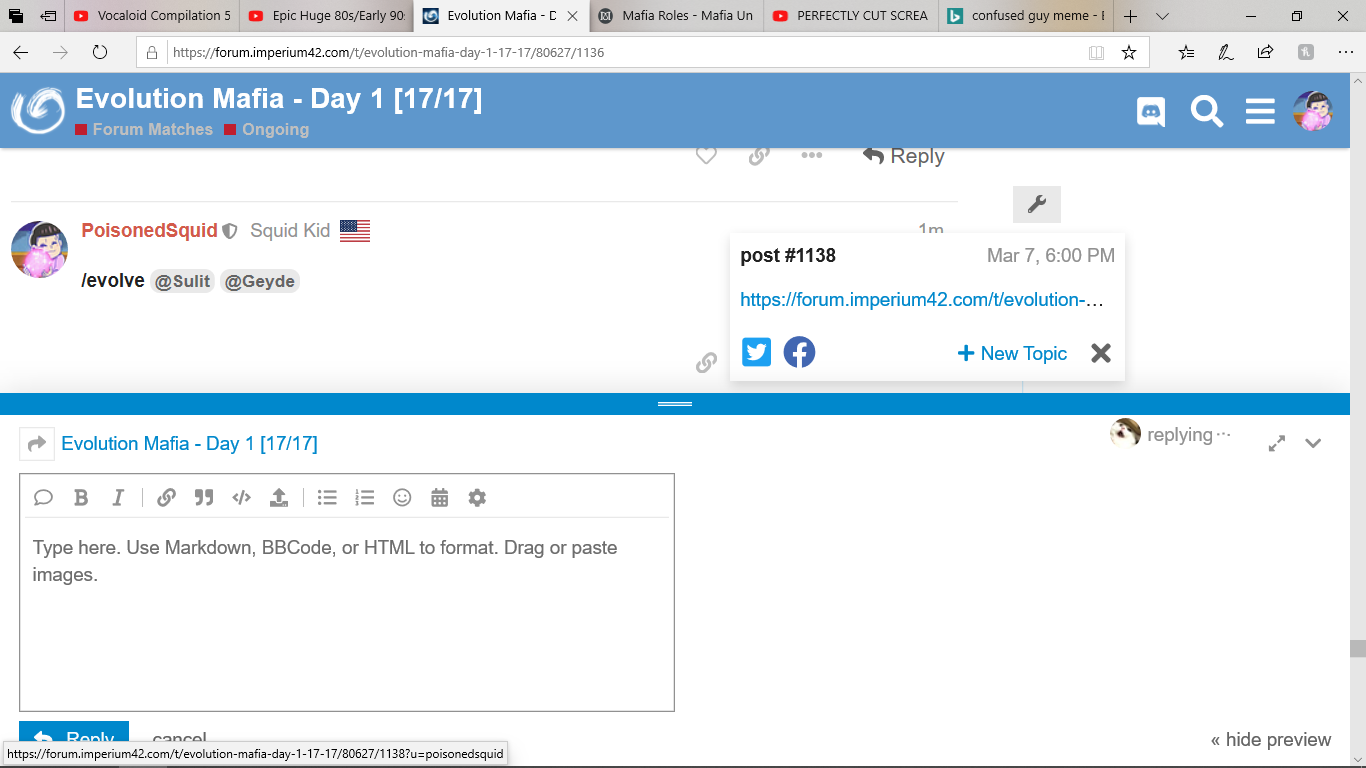 Vocaloid Compilation 5
Epic Huge 80s/Early 90
Evolution Mafia - D
Mafia Roles - Mafia Un
PERFECTLY CUT SCREA
confused guy meme - B
https://forum.imperium42.com/t/evolution-mafia-day-1-17-17/80627/1136
Evolution Mafia - Day 1 [17/17]
Forum Matches Ongoing
Reply
PoisonedSquid Squid Kid 1m
/evolve @Sulit @Geyde
post #1138 Mar 7, 6:00 PM
https://forum.imperium42.com/t/evolution-...
+ New Topic
Evolution Mafia - Day 1 [17/17]
replying
Type here. Use Markdown, BBCode, or HTML to format. Drag or paste
images.
Reply cancel
« hide preview
https://forum.imperium42.com/t/evolution-mafia-day-1-17-17/80627/1138?u=poisonedsquid